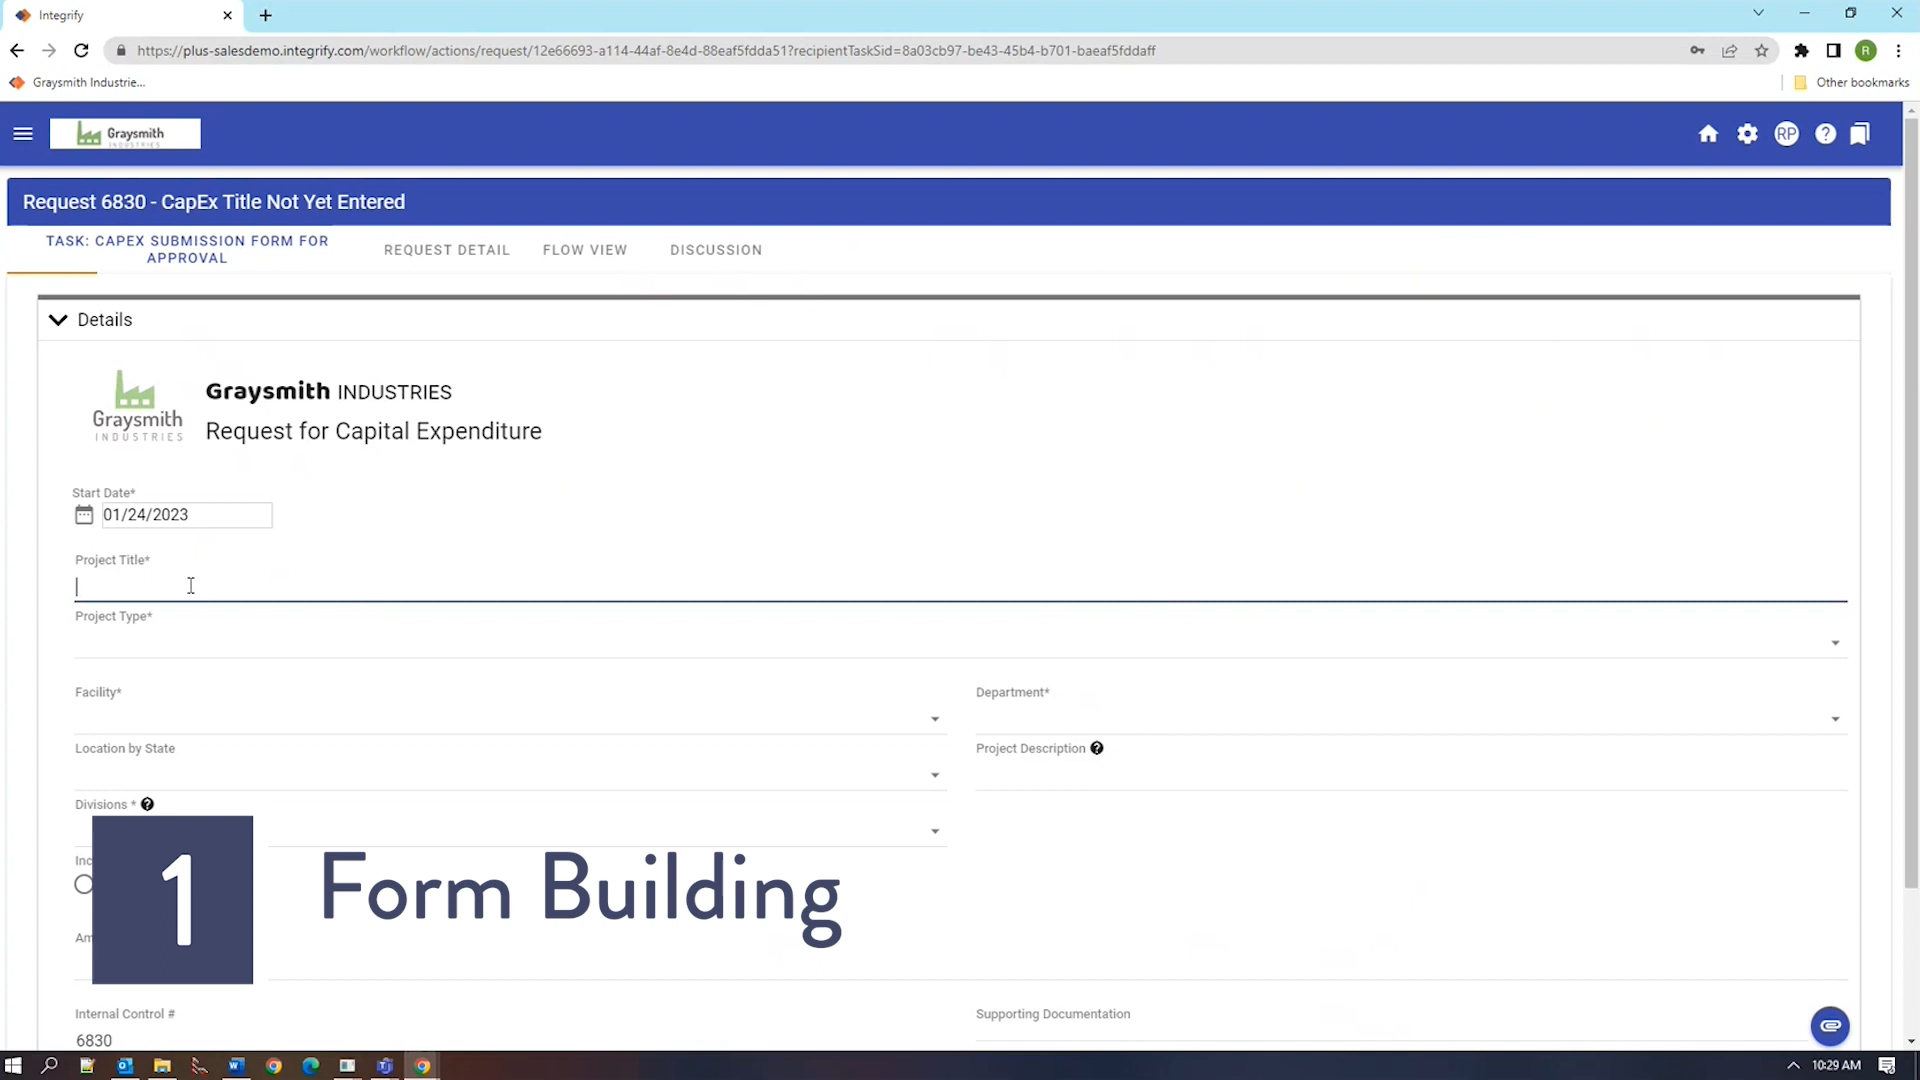 Integrify
https://plus-salesdemo.integrify.com/workflow/actions/request/12e66693-a114-44af-8e4d-88eaf5fdda51?recipientTaskSid=8a03cb97-be43-45b4-b701-baeaf5fddaff
R
Graysmith Industrie...
Other bookmarks
Graysmith
INDUSTRIES
RP
Request 6830 - CapEx Title Not Yet Entered
TASK: CAPEX SUBMISSION FORM FOR
APPROVAL
REQUEST DETAIL
FLOW VIEW
DISCUSSION
Details
Graysmith
INDUSTRIES
Graysmith INDUSTRIES
Request for Capital Expenditure
Start Date*
01/24/2023
Project Title*
Project Type*
Facility*
Department*
Location by State
Project Description
Divisions *
Inc
Am
1
Form Building
Internal Control #
6830
Supporting Documentation
10:29 AM